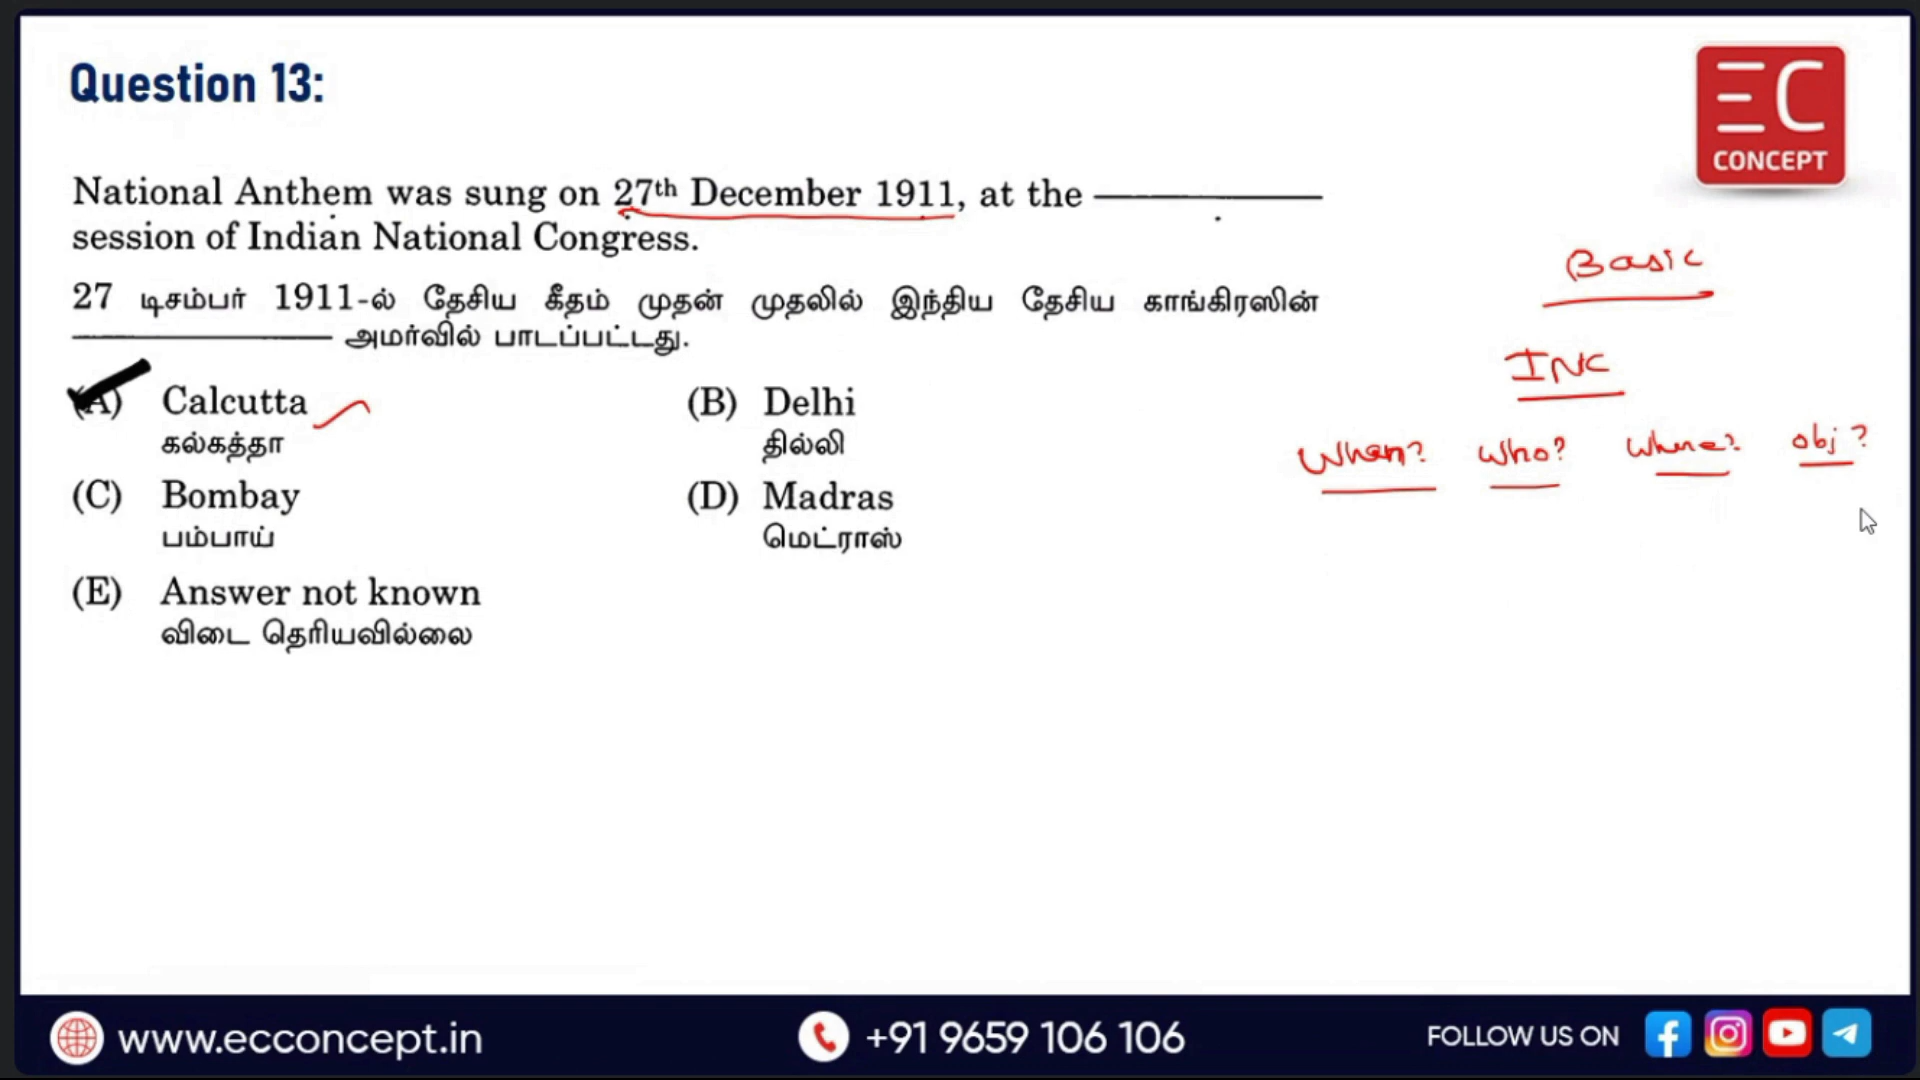 Question 13:
EC
CONCEPT
National Anthem was sung on 27th December 1911, at the
session of Indian National Congress.
27 டிசம்பர் 1911-ல் தேசிய கீதம் முதன் முதலில் இந்திய தேசிய காங்கிரஸின்
அமர்வில் பாடப்பட்டது.
(A) Calcutta
கல்கத்தா
(B) Delhi
தில்லி
(C) Bombay
பம்பாய்
(D) Madras
மெட்ராஸ்
(E) Answer not known
விடை தெரியவில்லை
Basic
INC
When? Who? Where? obj?
www.ecconcept.in
+91 9659 106 106
FOLLOW US ON